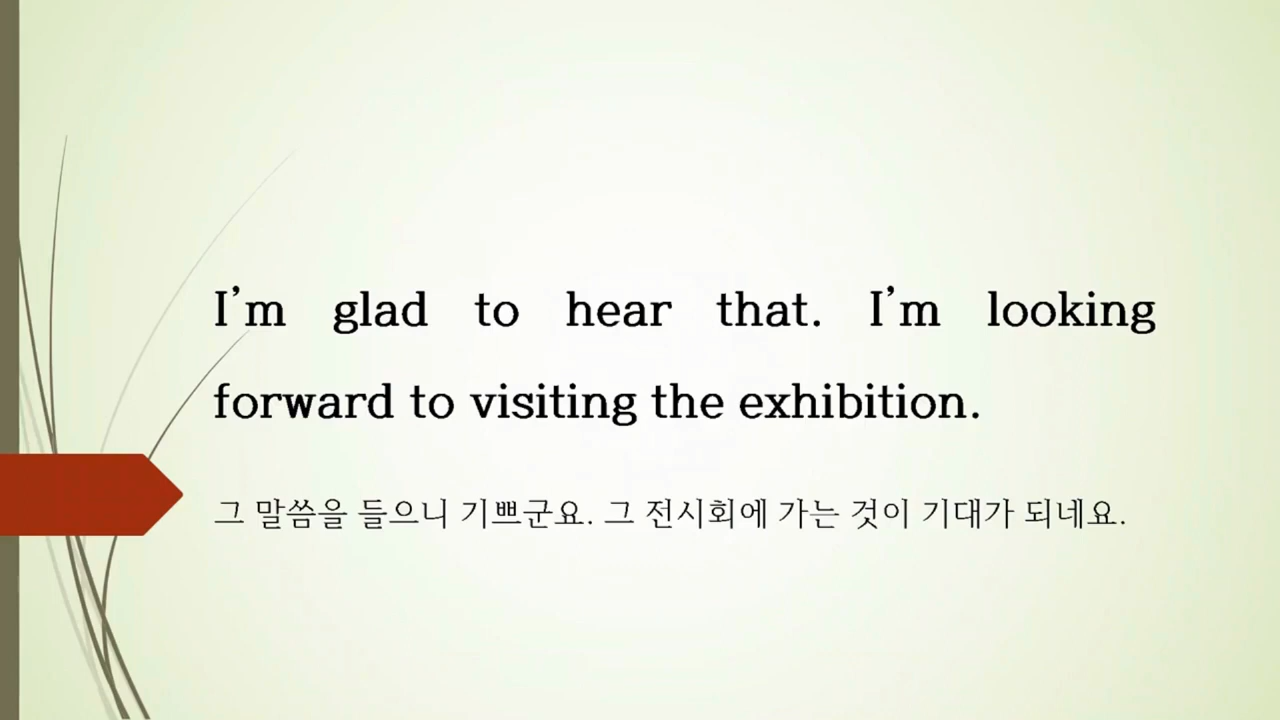 I'm glad to hear that. I'm looking
forward to visiting the exhibition.
그 말씀을 들으니 기쁘군요. 그 전시회에 가는 것이 기대가 되네요.